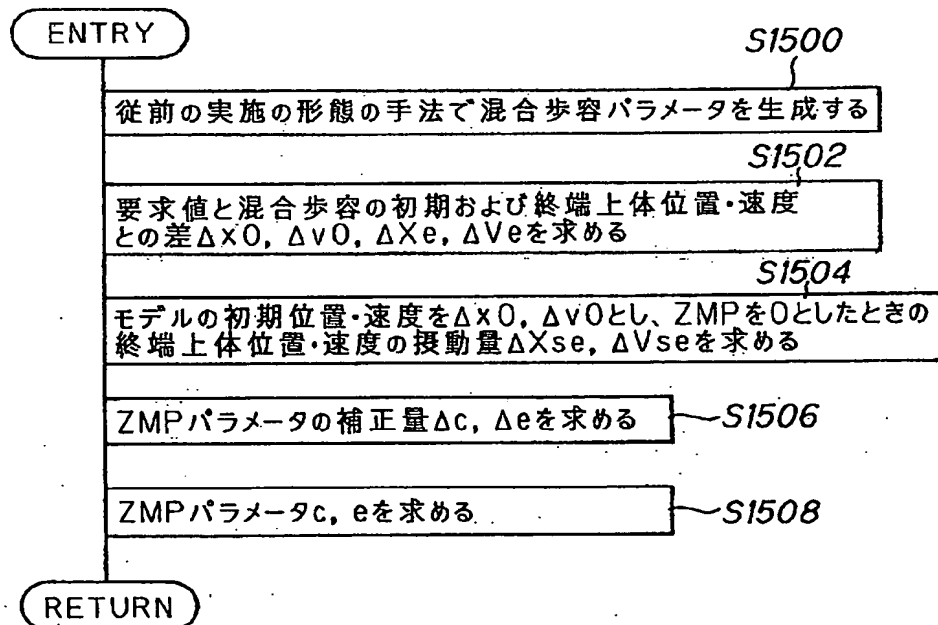 ENTRY
S1500
従前の実施の形態の手法で混合歩容パラメータを生成する
S1502
要求値と混合歩容の初期および終端上体位置・速度
との差Δx0, Δv0, ΔXe, ΔVeを求める
S1504
モデルの初期位置・速度をΔx0, Δv0とし、ZMPを0としたときの
終端上体位置・速度の摂動量ΔXse, ΔVseを求める
ZMPパラメータの補正量Δc, Δeを求める
S1506
ZMPパラメータc, eを求める
S1508
RETURN